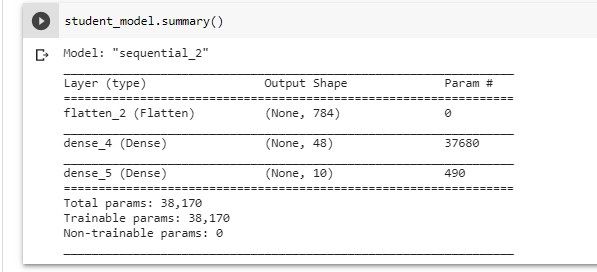 student_model.summary()
Model: "sequential_2"
_________________________________________________________________
Layer (type)                 Output Shape              Param #
=================================================================
flatten_2 (Flatten)          (None, 784)               0
_________________________________________________________________
dense_4 (Dense)              (None, 48)                37680
_________________________________________________________________
dense_5 (Dense)              (None, 10)                490
=================================================================
Total params: 38,170
Trainable params: 38,170
Non-trainable params: 0
_________________________________________________________________